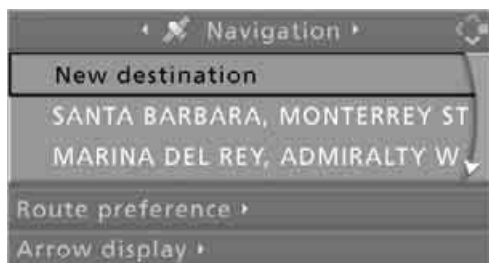 Navigation
New destination
SANTA BARBARA, MONTERREY ST
MARINA DEL REY, ADMIRALTY W
Route preference
Arrow display